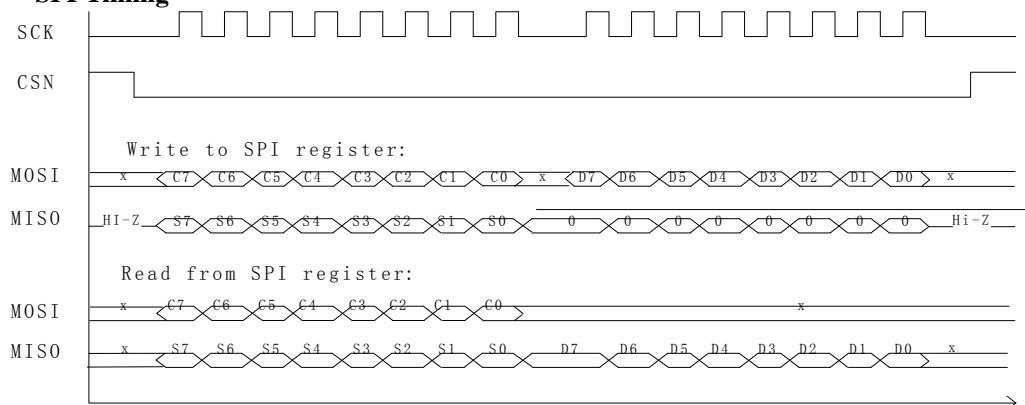 SPI Timing
SCK
CSN
Write to SPI register:
MOSI x C7 C6 C5 C4 C3 C2 C1 C0 x D7 D6 D5 D4 D3 D2 D1 D0 x
MISO HI-Z S7 S6 S5 S4 S3 S2 S1 S0 0 0 0 0 0 0 0 0 Hi-Z
Read from SPI register:
MOSI x C7 C6 C5 C4 C3 C2 C1 C0 x
MISO x S7 S6 S5 S4 S3 S2 S1 S0 D7 D6 D5 D4 D3 D2 D1 D0 x